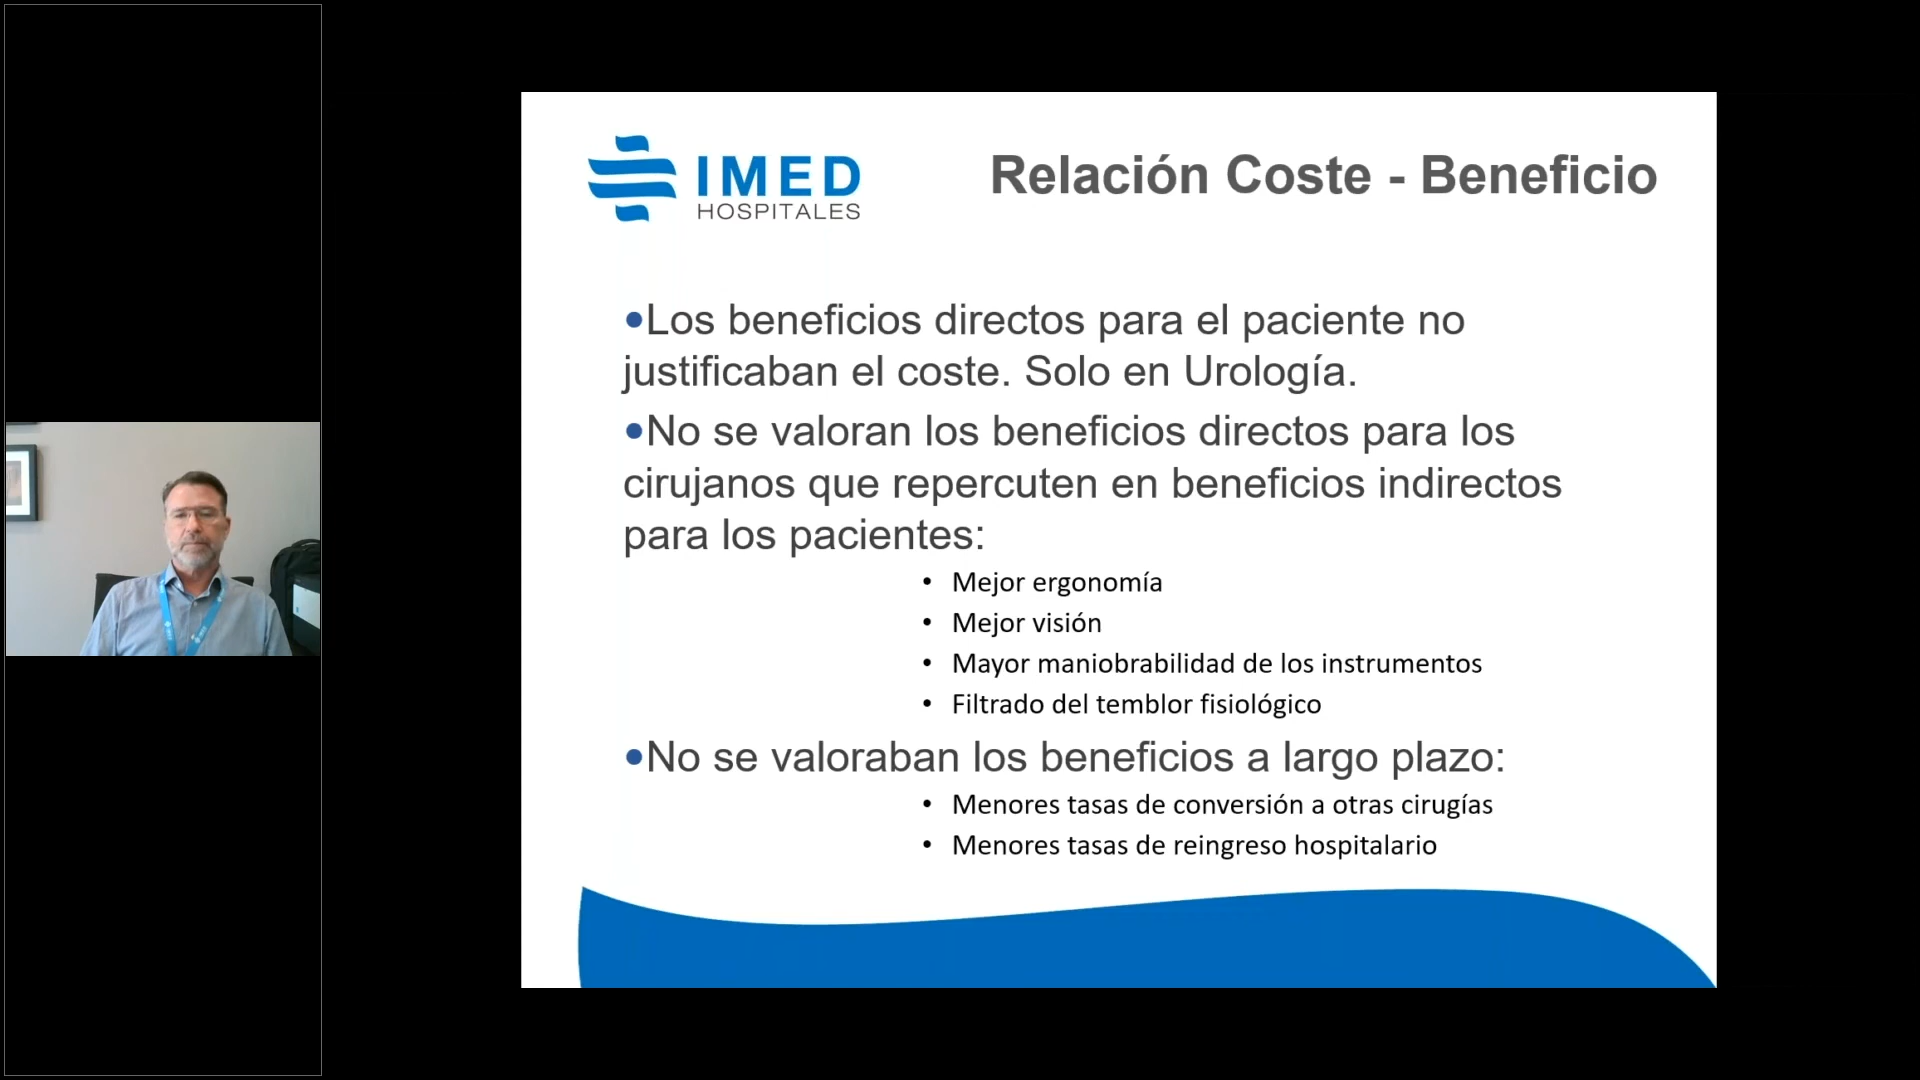 IMED
HOSPITALES
Relación Coste - Beneficio
•Los beneficios directos para el paciente no
justificaban el coste. Solo en Urología.
•No se valoran los beneficios directos para los
cirujanos que repercuten en beneficios indirectos
para los pacientes:
• Mejor ergonomía
• Mejor visión
• Mayor maniobrabilidad de los instrumentos
• Filtrado del temblor fisiológico
•No se valoraban los beneficios a largo plazo:
• Menores tasas de conversión a otras cirugías
• Menores tasas de reingreso hospitalario